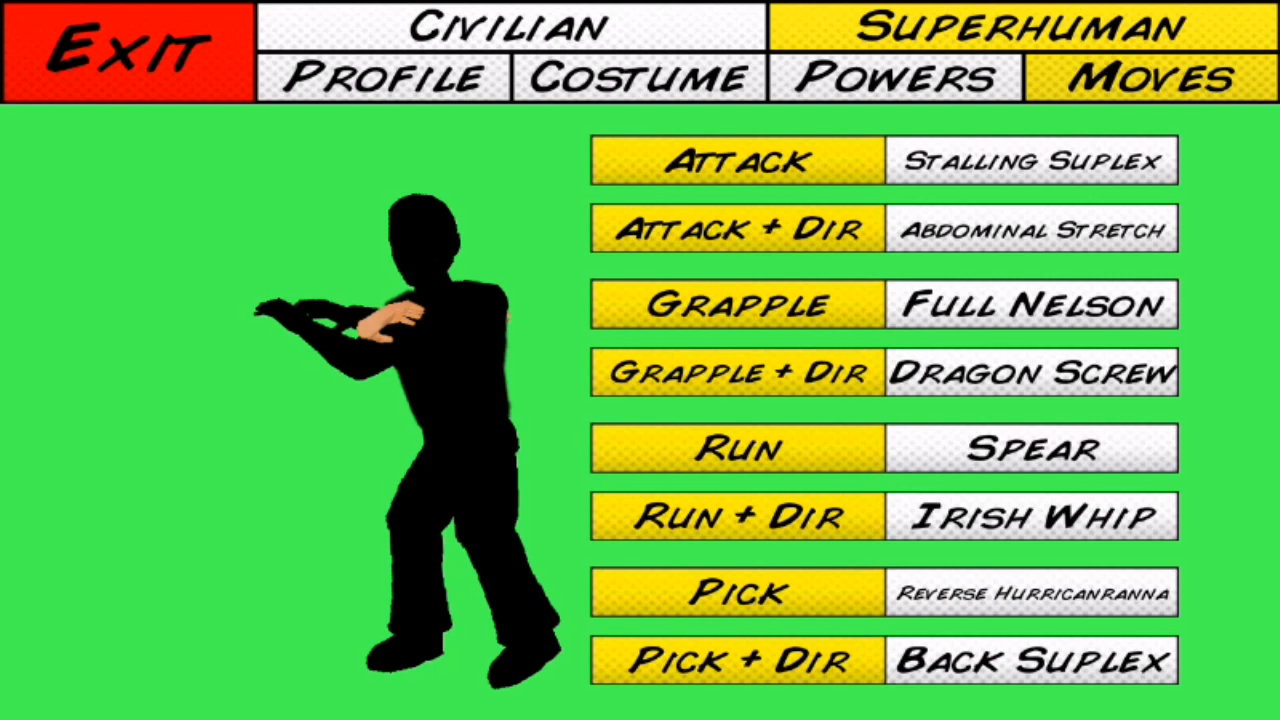 Exit
Civilian
Superhuman
Profile
Costume
Powers
Moves
Attack
Stalling Suplex
Attack + Dir
Abdominal Stretch
Grapple
Full Nelson
Grapple + Dir
Dragon Screw
Run
Spear
Run + Dir
Irish Whip
Pick
Reverse Hurricanranna
Pick + Dir
Back Suplex